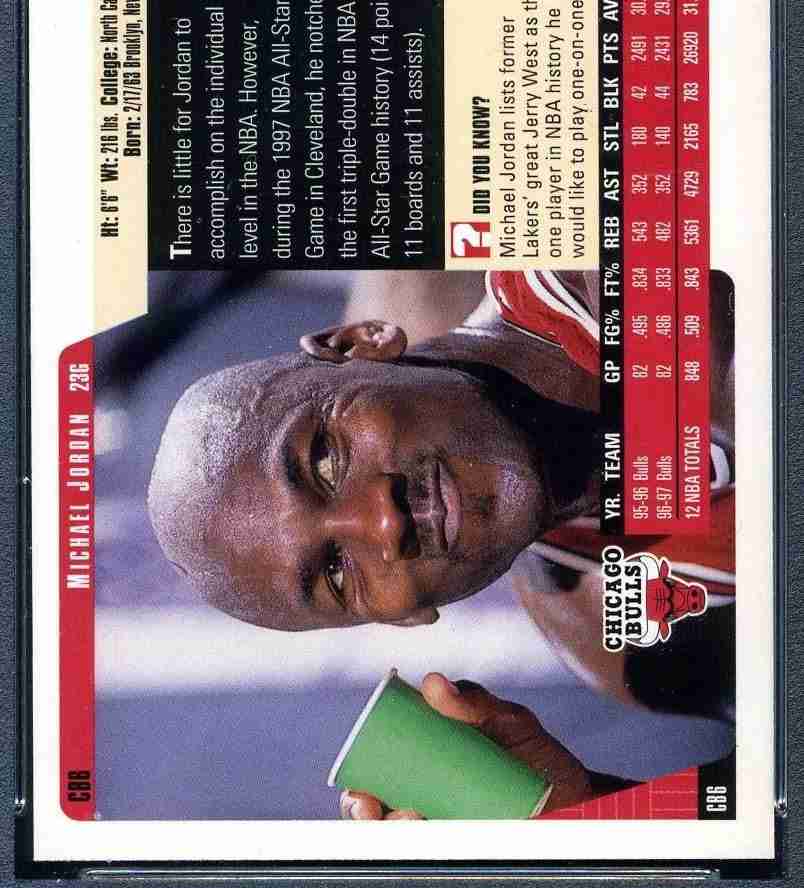 CBB
MICHAEL JORDAN 23G
Ht: 6'6" Wt: 216 lbs. College: North
Born: 2/17/63 Brooklyn,
There is little for Jordan to
accomplish on the individual
level in the NBA. However,
during the 1997 NBA All-Star
Game in Cleveland, he notche
the first triple-double in NBA
All-Star Game history (14 poi
11 boards and 11 assists).
? DID YOU KNOW?
Michael Jordan lists former
Lakers' great Jerry West as th
one player in NBA history he
would like to play one-on-one
CHICAGO
BULLS
YR. TEAM GP FG% FT% REB AST STL BLK PTS AV
95-96 Bulls 82 .495 .834 543 352 180 42 2491 30.
96-97 Bulls 82 .486 .833 482 352 140 44 2431 29.
12 NBA TOTALS 848 .509 .843 5361 4729 2165 783 26920 31.
CB6